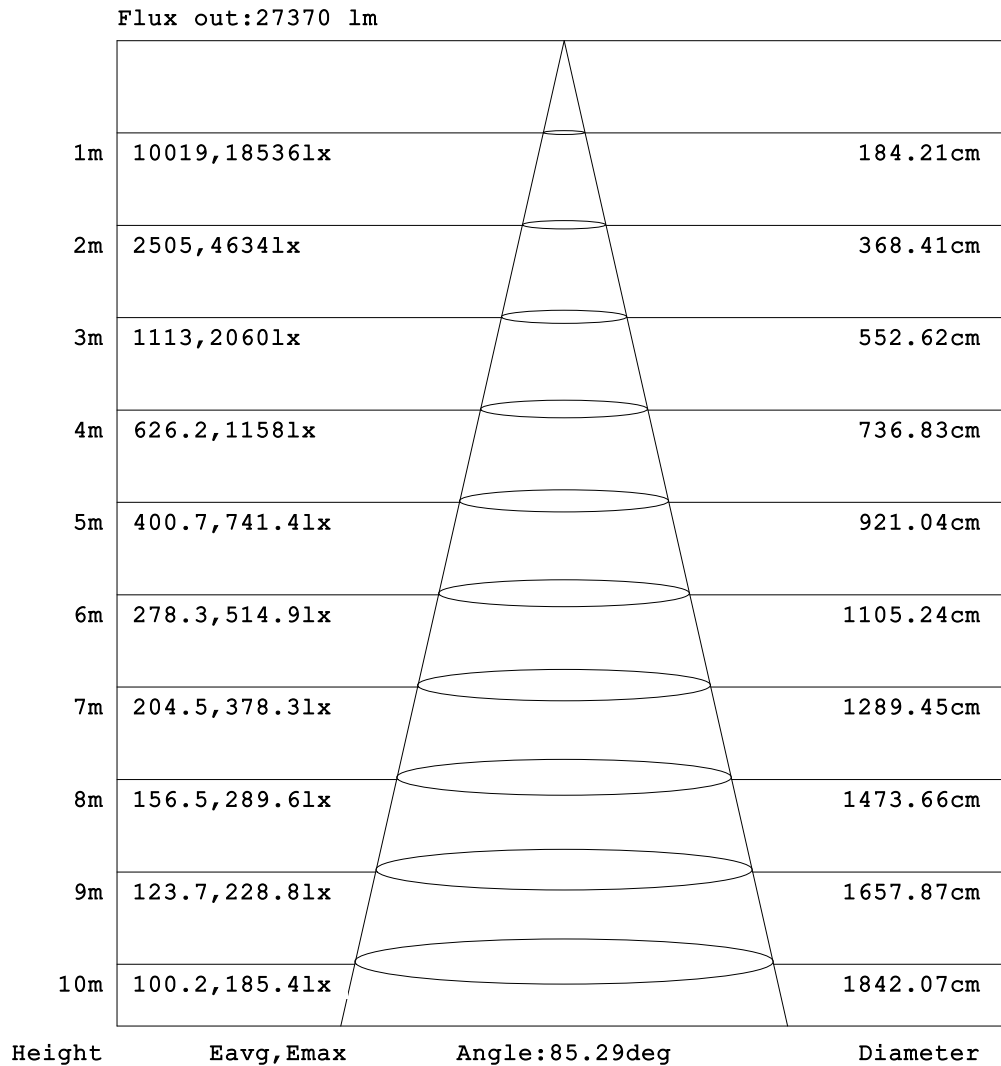 Flux out:27370 lm
1m 10019,18536lx 184.21cm
2m 2505,4634lx 368.41cm
3m 1113,2060lx 552.62cm
4m 626.2,1158lx 736.83cm
5m 400.7,741.4lx 921.04cm
6m 278.3,514.9lx 1105.24cm
7m 204.5,378.3lx 1289.45cm
8m 156.5,289.6lx 1473.66cm
9m 123.7,228.8lx 1657.87cm
10m 100.2,185.4lx 1842.07cm
Height Eavg,Emax Angle:85.29deg Diameter